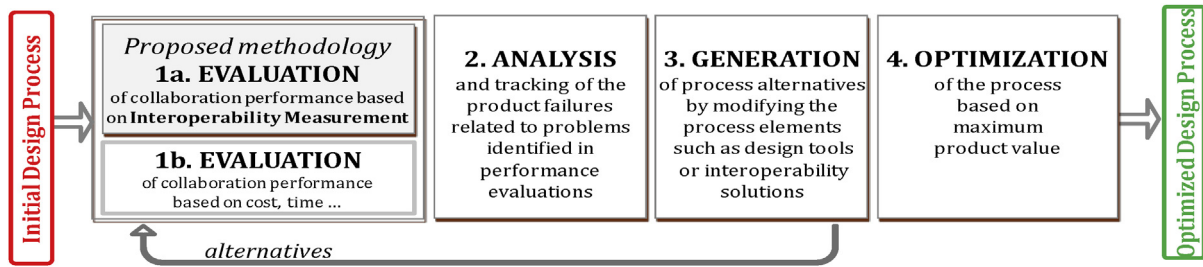 Initial Design Process
Proposed methodology
1a. EVALUATION
of collaboration performance based
on Interoperability Measurement
1b. EVALUATION
of collaboration performance
based on cost, time ...
2. ANALYSIS
and tracking of the
product failures
related to problems
identified in
performance
evaluations
3. GENERATION
of process alternatives
by modifying the
process elements
such as design tools
or interoperability
solutions
4. OPTIMIZATION
of the process
based on
maximum
product value
Optimized Design Process
alternatives